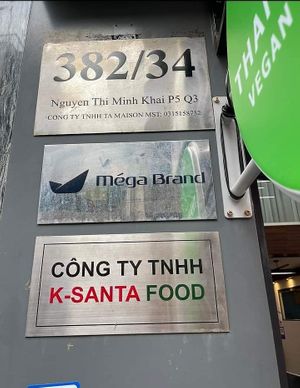 382/34
Nguyen Thi Minh Khai P5 Q3
CÔNG TY TNHH TA MAISON MST: 0315158752
méga Brand
CÔNG TY TNHH
K-SANTA FOOD
THAI
VEGAN